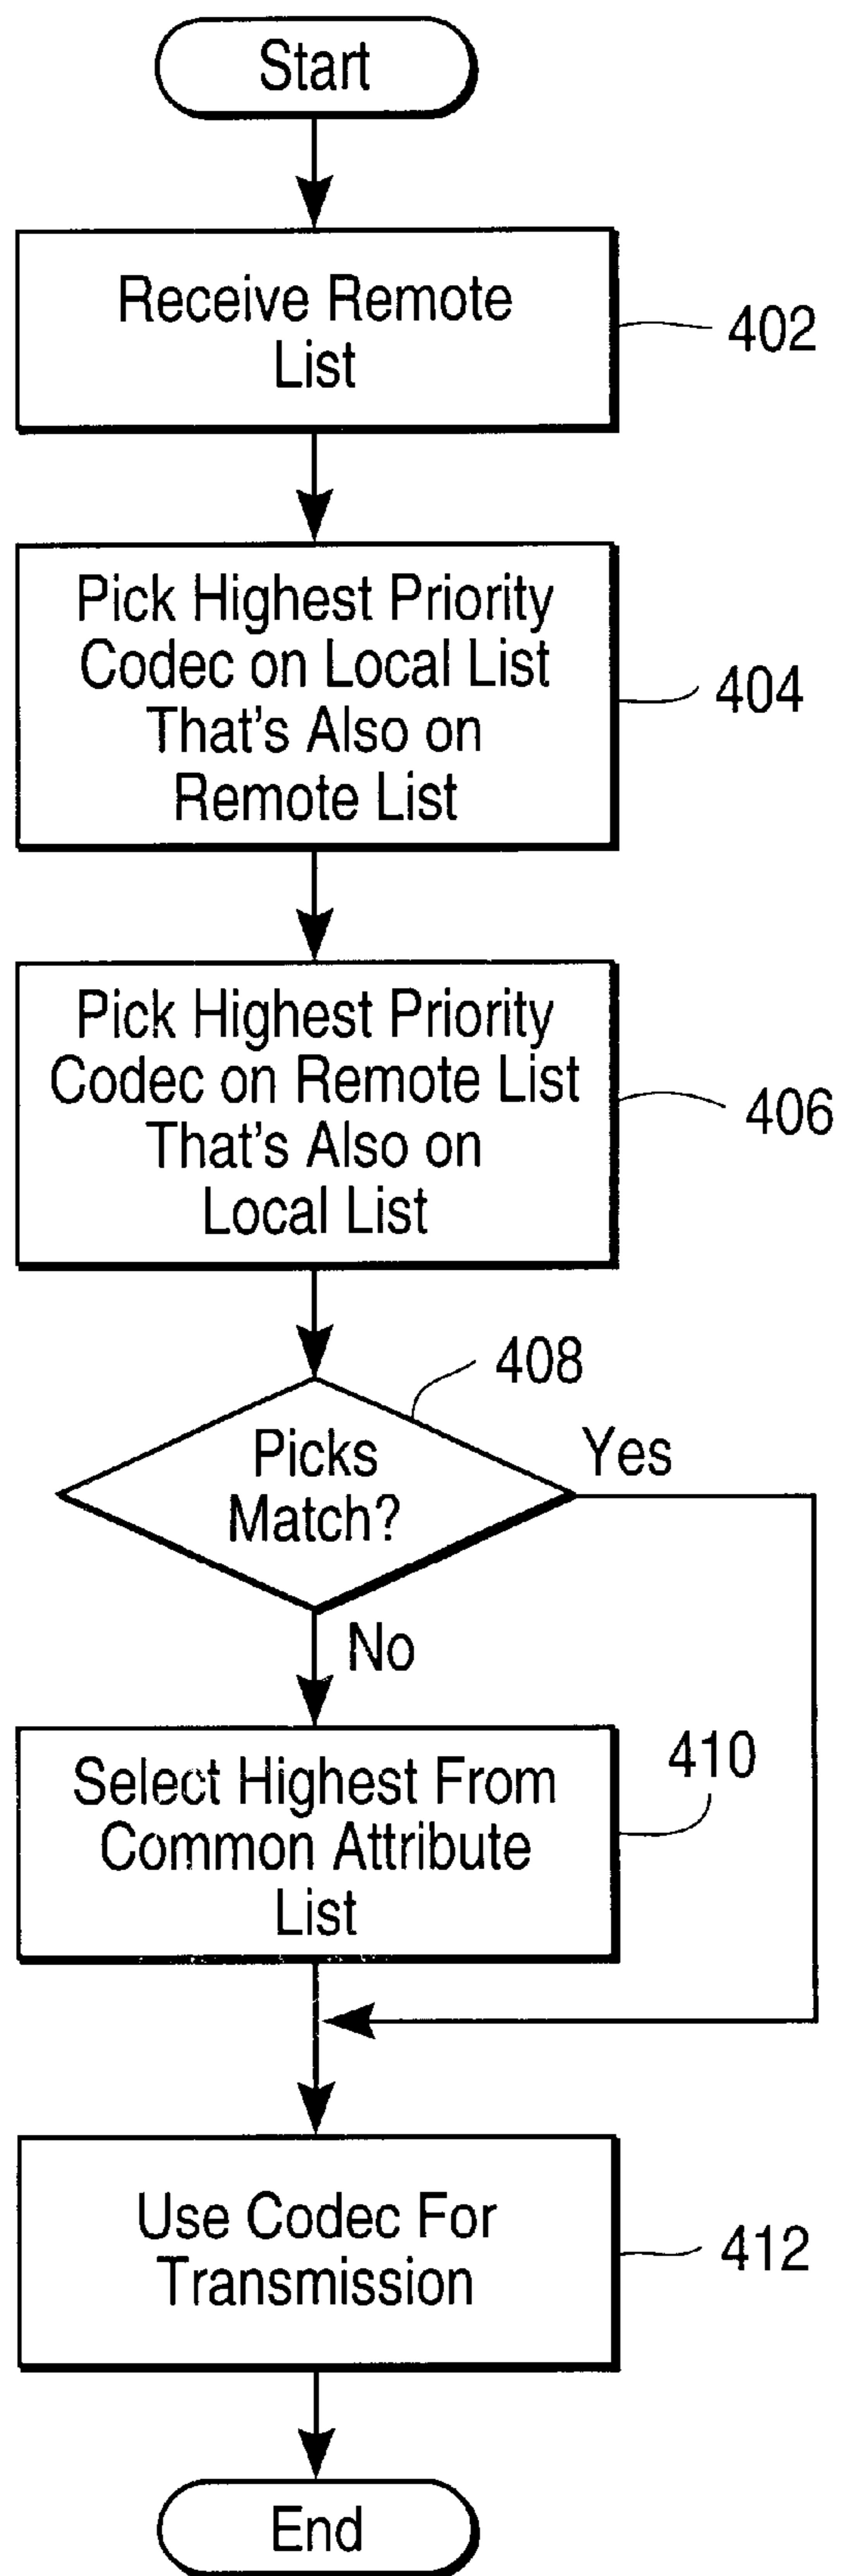 Start
Receive Remote
List
402
Pick Highest Priority
Codec on Local List
That's Also on
Remote List
404
Pick Highest Priority
Codec on Remote List
That's Also on
Local List
406
408
Picks
Match?
Yes
No
Select Highest From
Common Attribute
List
410
Use Codec For
Transmission
412
End